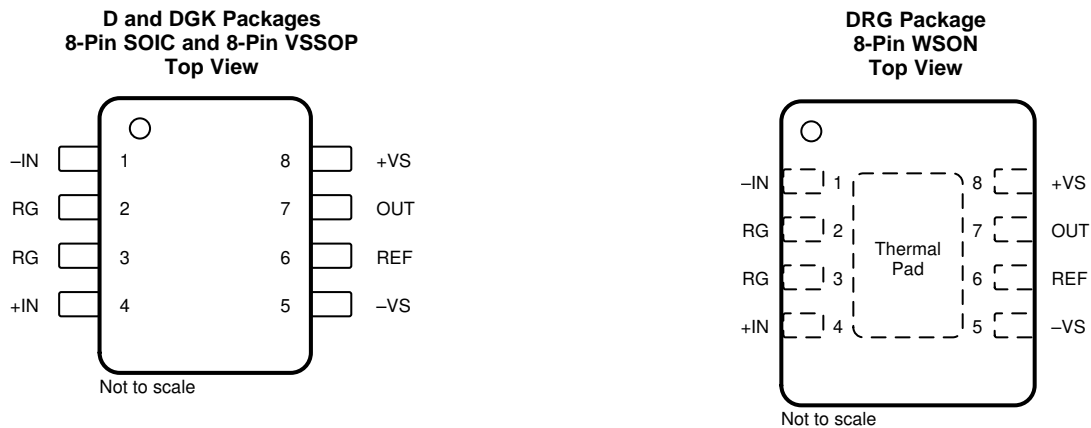 D and DGK Packages
8-Pin SOIC and 8-Pin VSSOP
Top View
–IN 1 8 +VS
RG 2 7 OUT
RG 3 6 REF
+IN 4 5 –VS
Not to scale
DRG Package
8-Pin WSON
Top View
–IN 1 8 +VS
RG 2 7 OUT
Thermal
Pad
RG 3 6 REF
+IN 4 5 –VS
Not to scale